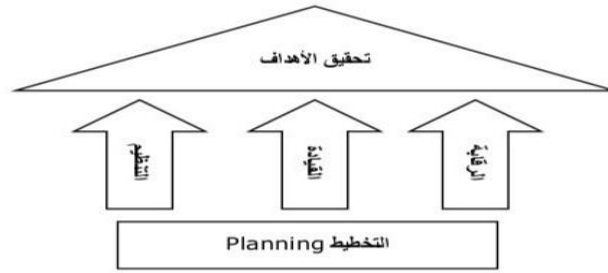 تحقيق الأهداف
الرقابة
القيادة
التنظيم
التخطيط Planning